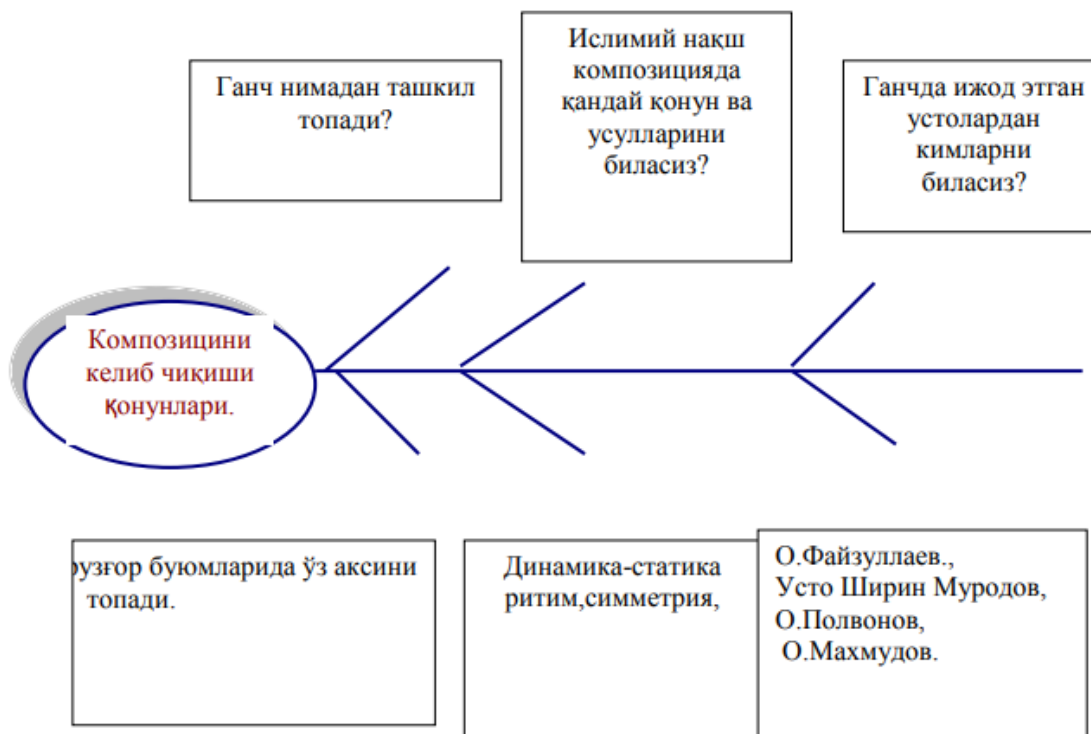 Ганч нимадан ташкил
топади?
Ислимий нақш
композицияда
қандай қонун ва
усулларини
биласиз?
Ганчда ижод этган
устолардан
кимларни
биласиз?
Композицини
келиб чиқиши
қонунлари.
буюмларида ўз аксини
топади.
Динамика-статика
ритим,симметрия,
О.Файзуллаев.,
Усто Ширин Муродов,
О.Полвонов,
О.Махмудов.